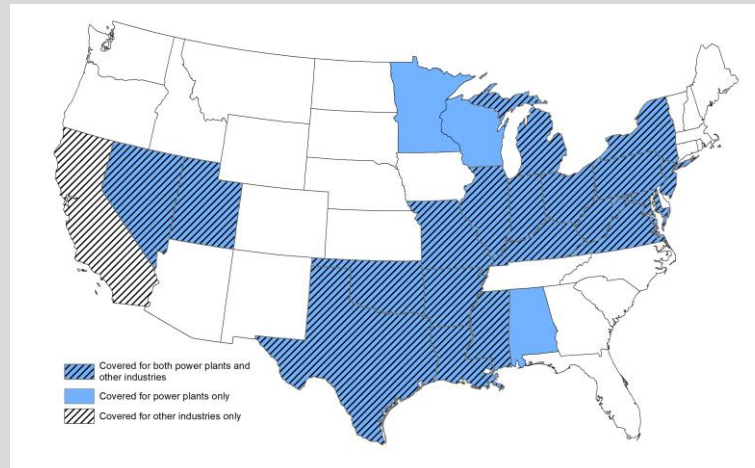 Covered for both power plants and
other industries
Covered for power plants only
Covered for other industries only